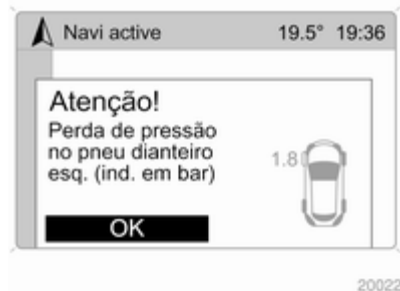 Navi active 19.5° 19:36
Atenção!
Perda de pressão
no pneu dianteiro
esq. (ind. em bar)
1.8
OK
20022